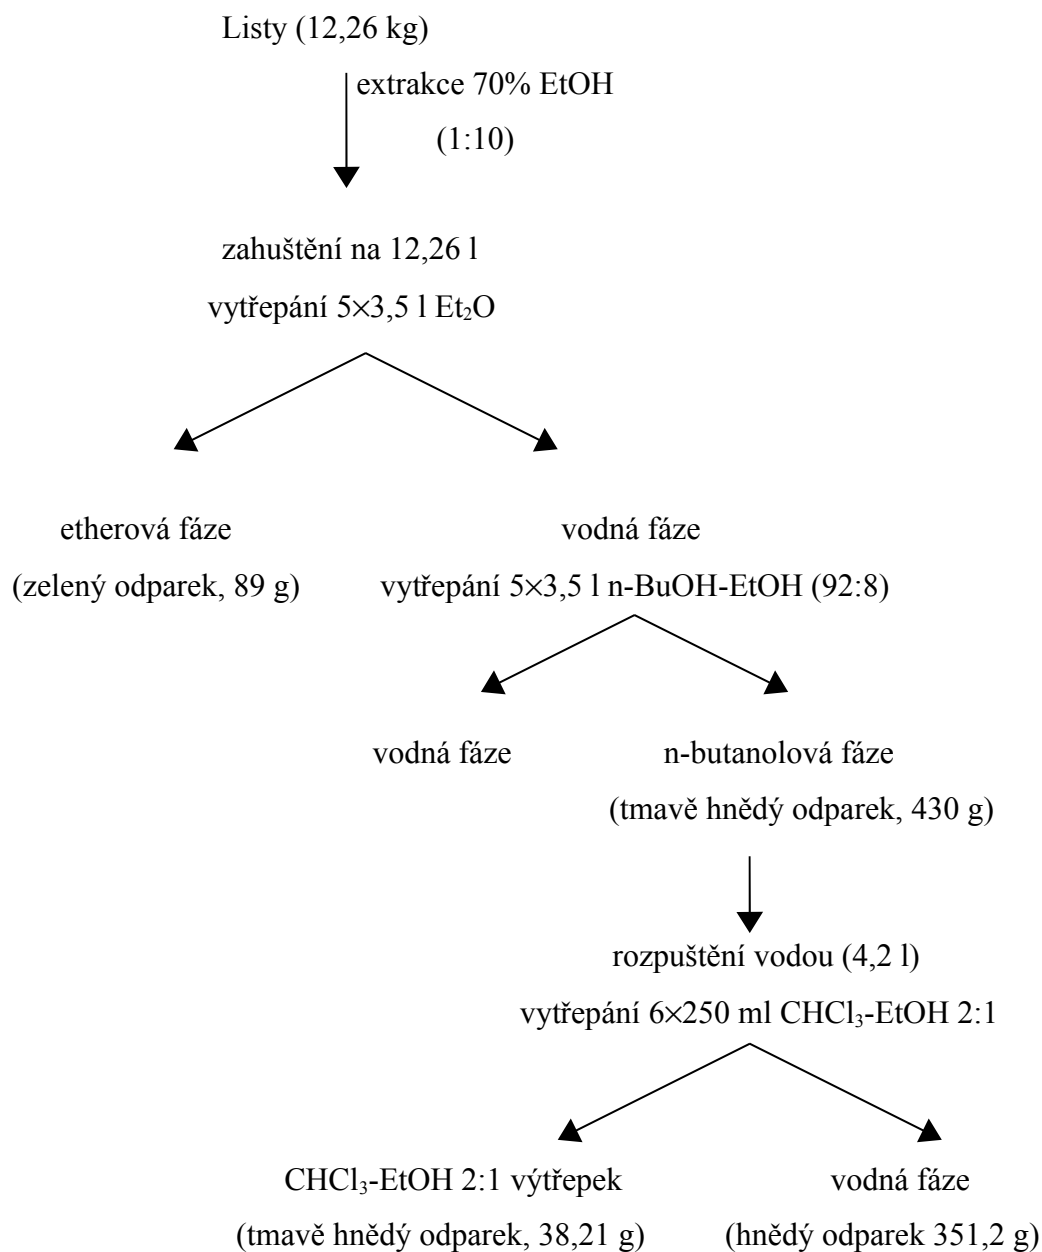 Listy (12,26 kg)
extrakce 70% EtOH
(1:10)
zahuštění na 12,26 l
vytřepání 5×3,5 l Et₂O
etherová fáze
(zelený odparek, 89 g)
vodná fáze
vytřepání 5×3,5 l n-BuOH-EtOH (92:8)
vodná fáze
n-butanolová fáze
(tmavě hnědý odparek, 430 g)
rozpuštění vodou (4,2 l)
vytřepání 6×250 ml CHCl₃-EtOH 2:1
CHCl₃-EtOH 2:1 výtřepek
(tmavě hnědý odparek, 38,21 g)
vodná fáze
(hnědý odparek 351,2 g)